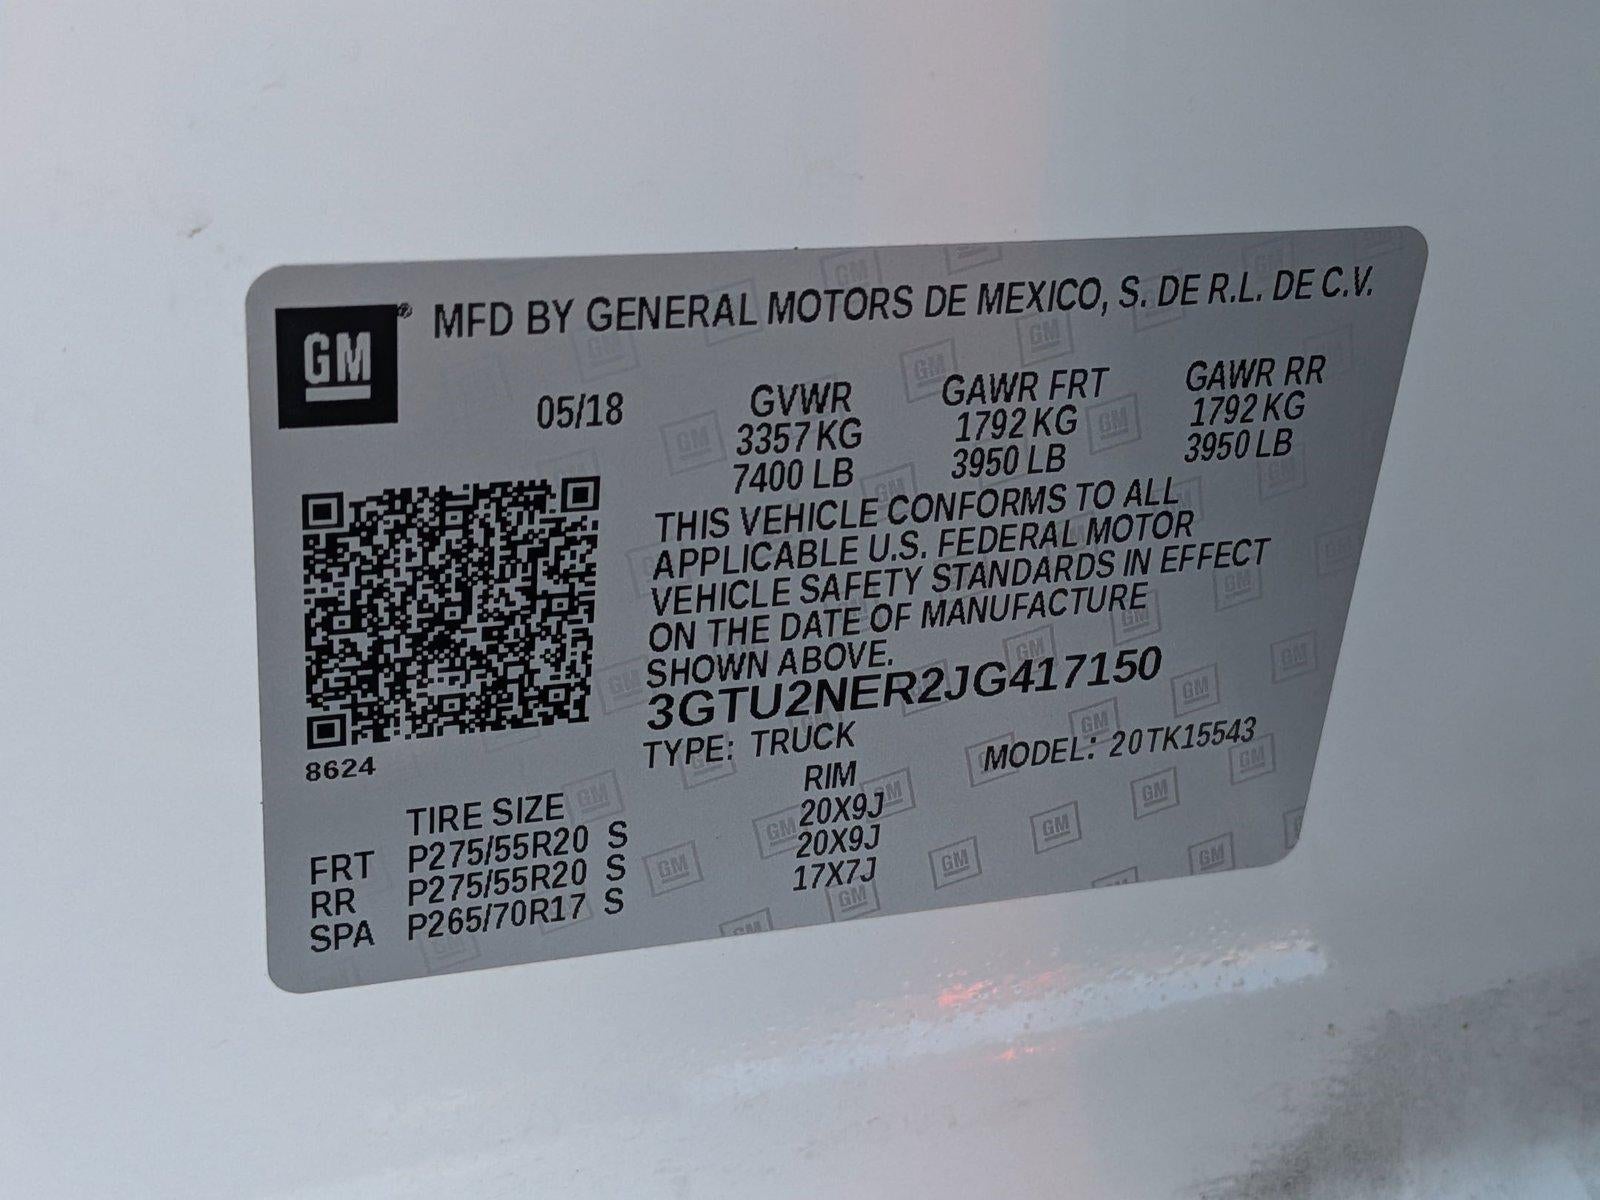 GM® MFD BY GENERAL MOTORS DE MEXICO, S. DE R.L. DE C.V.
05/18 GVWR GAWR FRT GAWR RR
3357 KG 1792 KG 1792 KG
7400 LB 3950 LB 3950 LB
THIS VEHICLE CONFORMS TO ALL
APPLICABLE U.S. FEDERAL MOTOR
VEHICLE SAFETY STANDARDS IN EFFECT
ON THE DATE OF MANUFACTURE
SHOWN ABOVE.
3GTU2NER2JG417150
8624
TYPE: TRUCK MODEL: 20TK15543
TIRE SIZE RIM
FRT P275/55R20 S 20X9J
RR P275/55R20 S 20X9J
SPA P265/70R17 S 17X7J